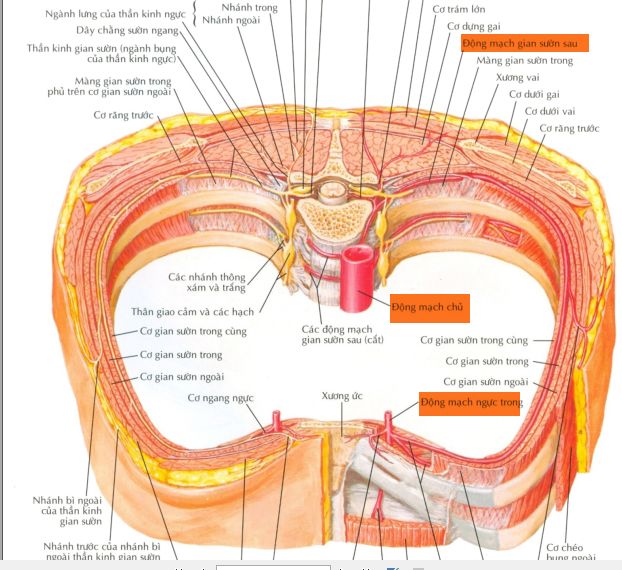 Ngành lưng của thần kinh ngực
Nhánh trong
Nhánh ngoài
Dây chằng sườn ngang
Thần kinh gian sườn (ngành bụng
của thần kinh ngực)
Màng gian sườn trong
phủ trên cơ gian sườn ngoài
Cơ răng trước
Cơ trám lớn
Cơ dựng gai
Động mạch gian sườn sau
Màng gian sườn trong
Xương vai
Cơ dưới gai
Cơ dưới vai
Cơ răng trước
Các nhánh thông
xám và trắng
Thân giao cảm và các hạch
Động mạch chủ
Các động mạch
gian sườn sau (cắt)
Cơ gian sườn trong cùng
Cơ gian sườn trong
Cơ gian sườn ngoài
Cơ gian sườn trong cùng
Cơ gian sườn trong
Cơ gian sườn ngoài
Cơ ngang ngực
Xương ức
Động mạch ngực trong
Nhánh bì ngoài
của thần kinh
gian sườn
Nhánh trước của nhánh bì
ngoài thần kinh gian sườn
Cơ chéo
bụng ngoài